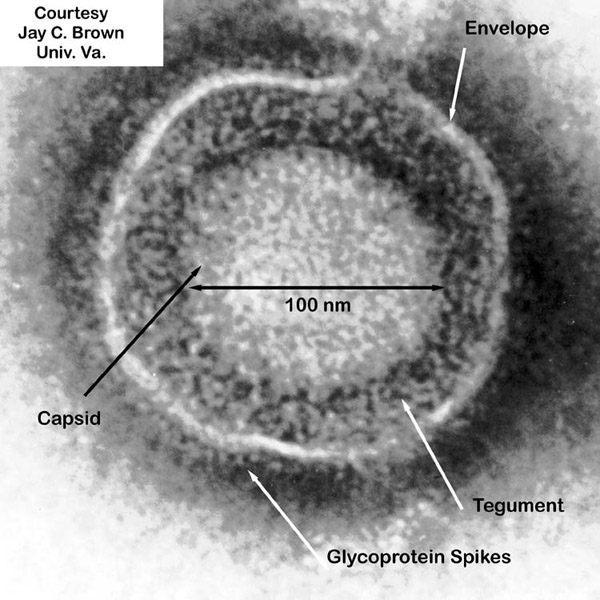 Courtesy
Jay C. Brown
Univ. Va.
Envelope
100 nm
Capsid
Tegument
Glycoprotein Spikes